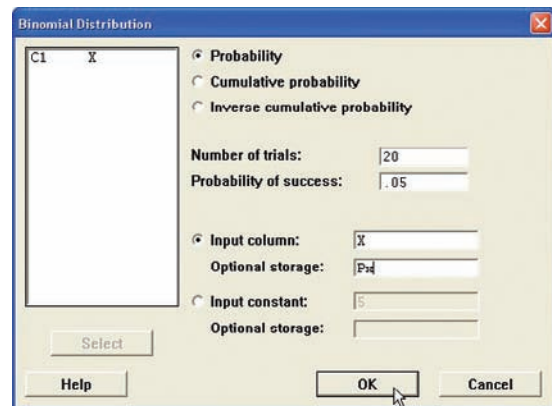 Binomial Distribution
C1 X
Probability
Cumulative probability
Inverse cumulative probability
Number of trials: 20
Probability of success: .05
Input column: X
Optional storage: Px
Input constant: 5
Optional storage:
Select
Help OK Cancel